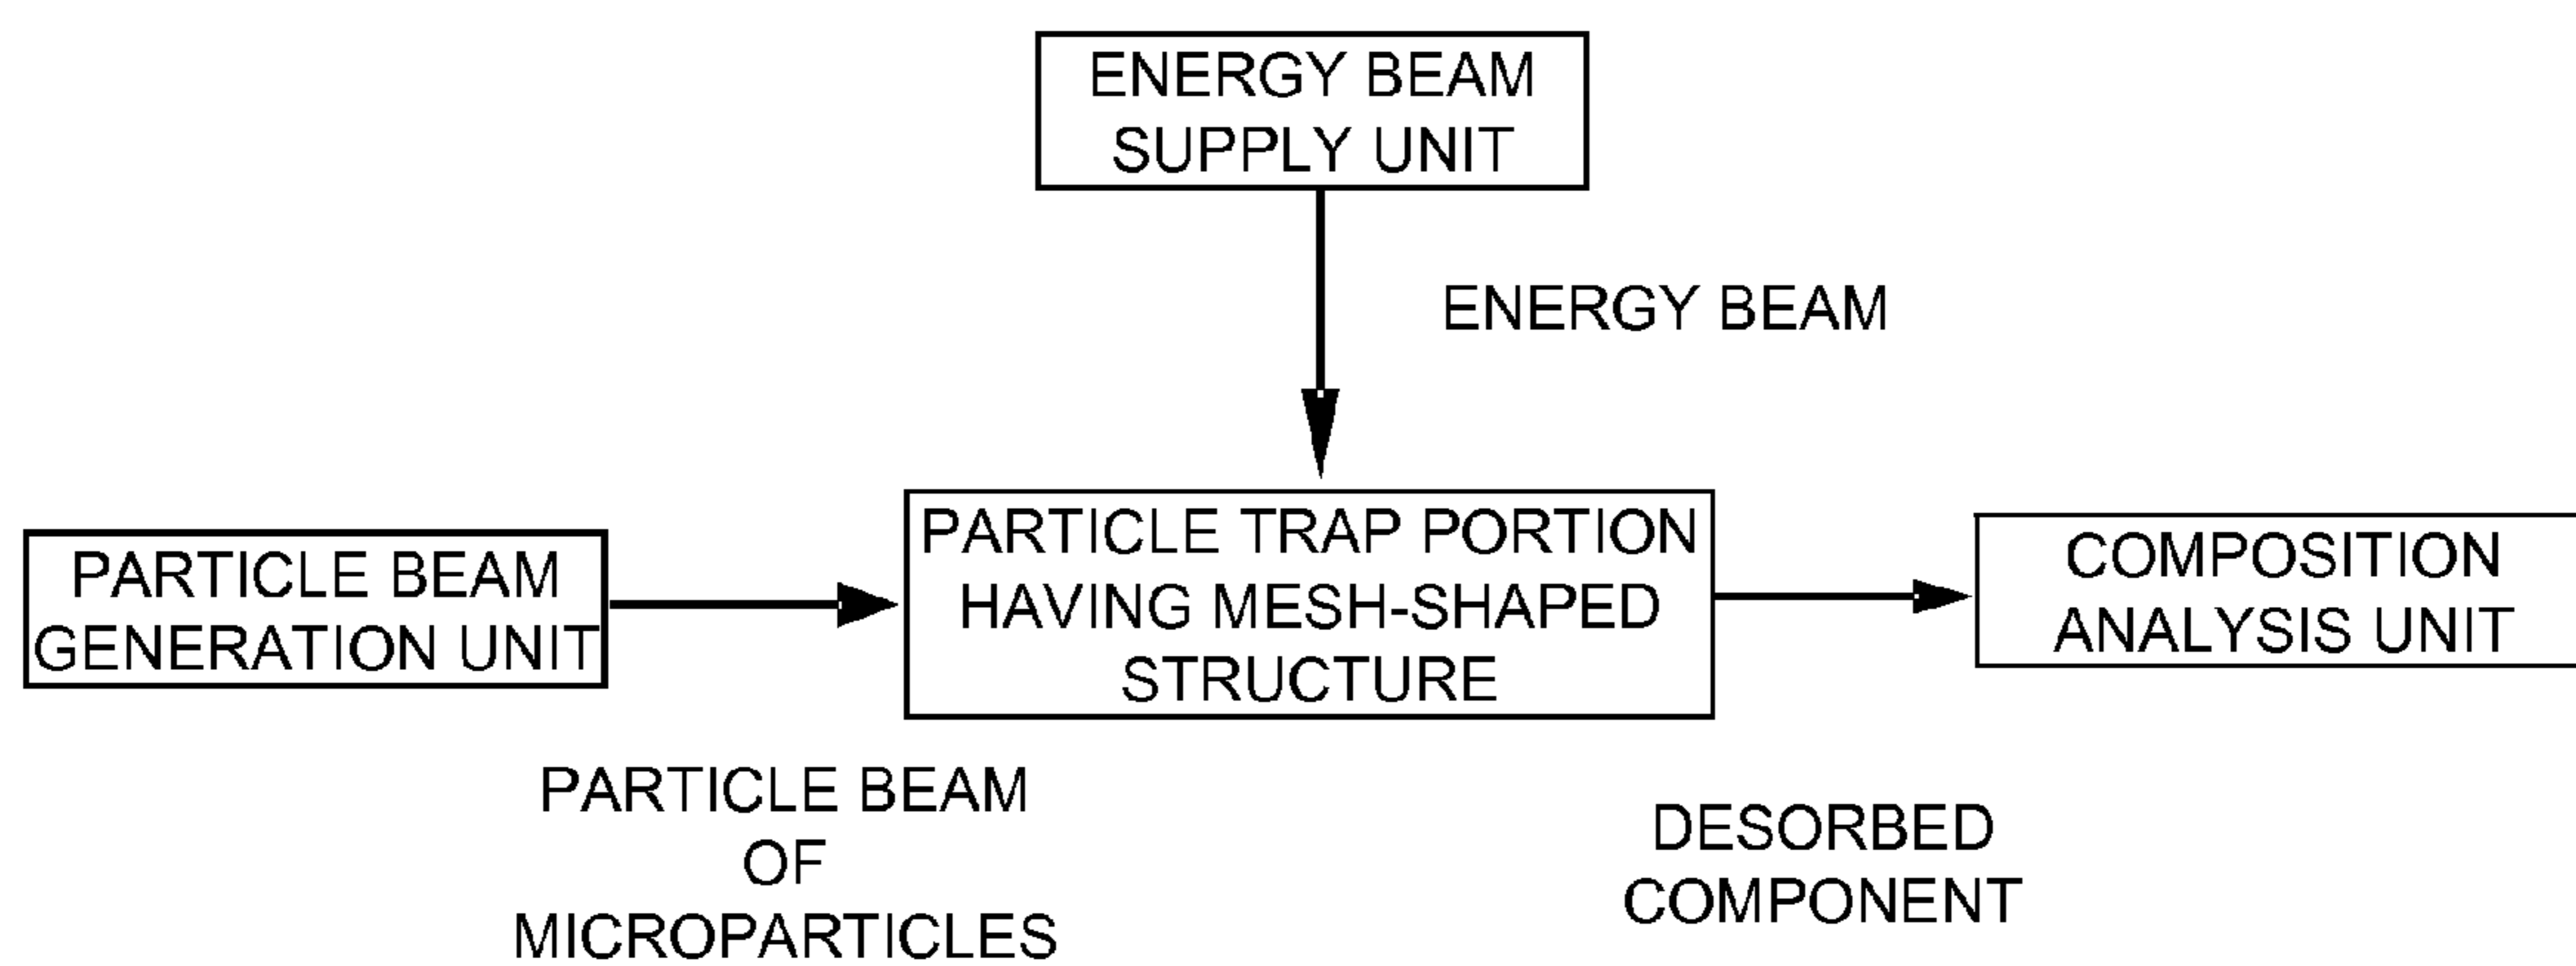 ENERGY BEAM
SUPPLY UNIT
ENERGY BEAM
PARTICLE BEAM
GENERATION UNIT
PARTICLE TRAP PORTION
HAVING MESH-SHAPED
STRUCTURE
COMPOSITION
ANALYSIS UNIT
PARTICLE BEAM
OF
MICROPARTICLES
DESORBED
COMPONENT